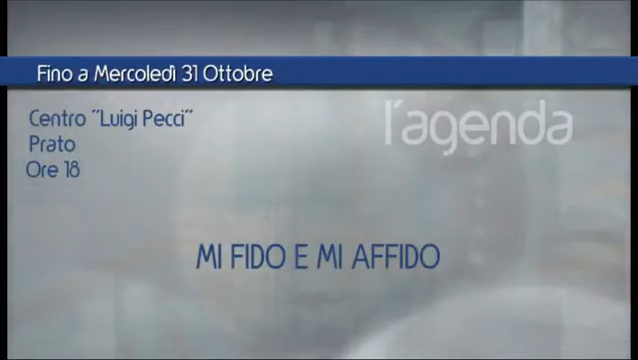 Fino a Mercoledì 31 Ottobre
l'agenda
Centro "Luigi Pecci"
Prato
Ore 18
MI FIDO E MI AFFIDO